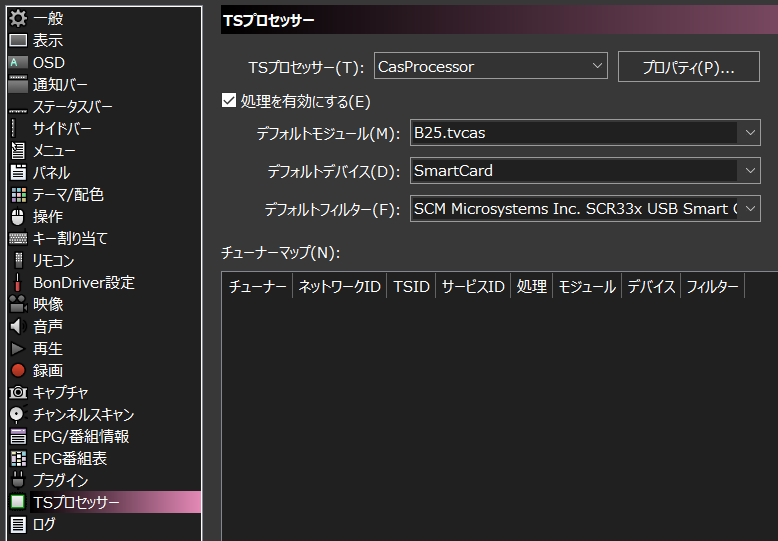 一般
表示
OSD
通知バー
ステータスバー
サイドバー
メニュー
パネル
テーマ/配色
操作
キー割り当て
リモコン
BonDriver設定
映像
音声
再生
録画
キャプチャ
チャンネルスキャン
EPG/番組情報
EPG番組表
プラグイン
TSプロセッサー
ログ
TSプロセッサー
TSプロセッサー(T): CasProcessor プロパティ(P)...
処理を有効にする(E)
デフォルトモジュール(M): B25.tvcas
デフォルトデバイス(D): SmartCard
デフォルトフィルター(F): SCM Microsystems Inc. SCR33x USB Smart
チューナーマップ(N):
チューナー ネットワークID TSID サービスID 処理 モジュール デバイス フィルター